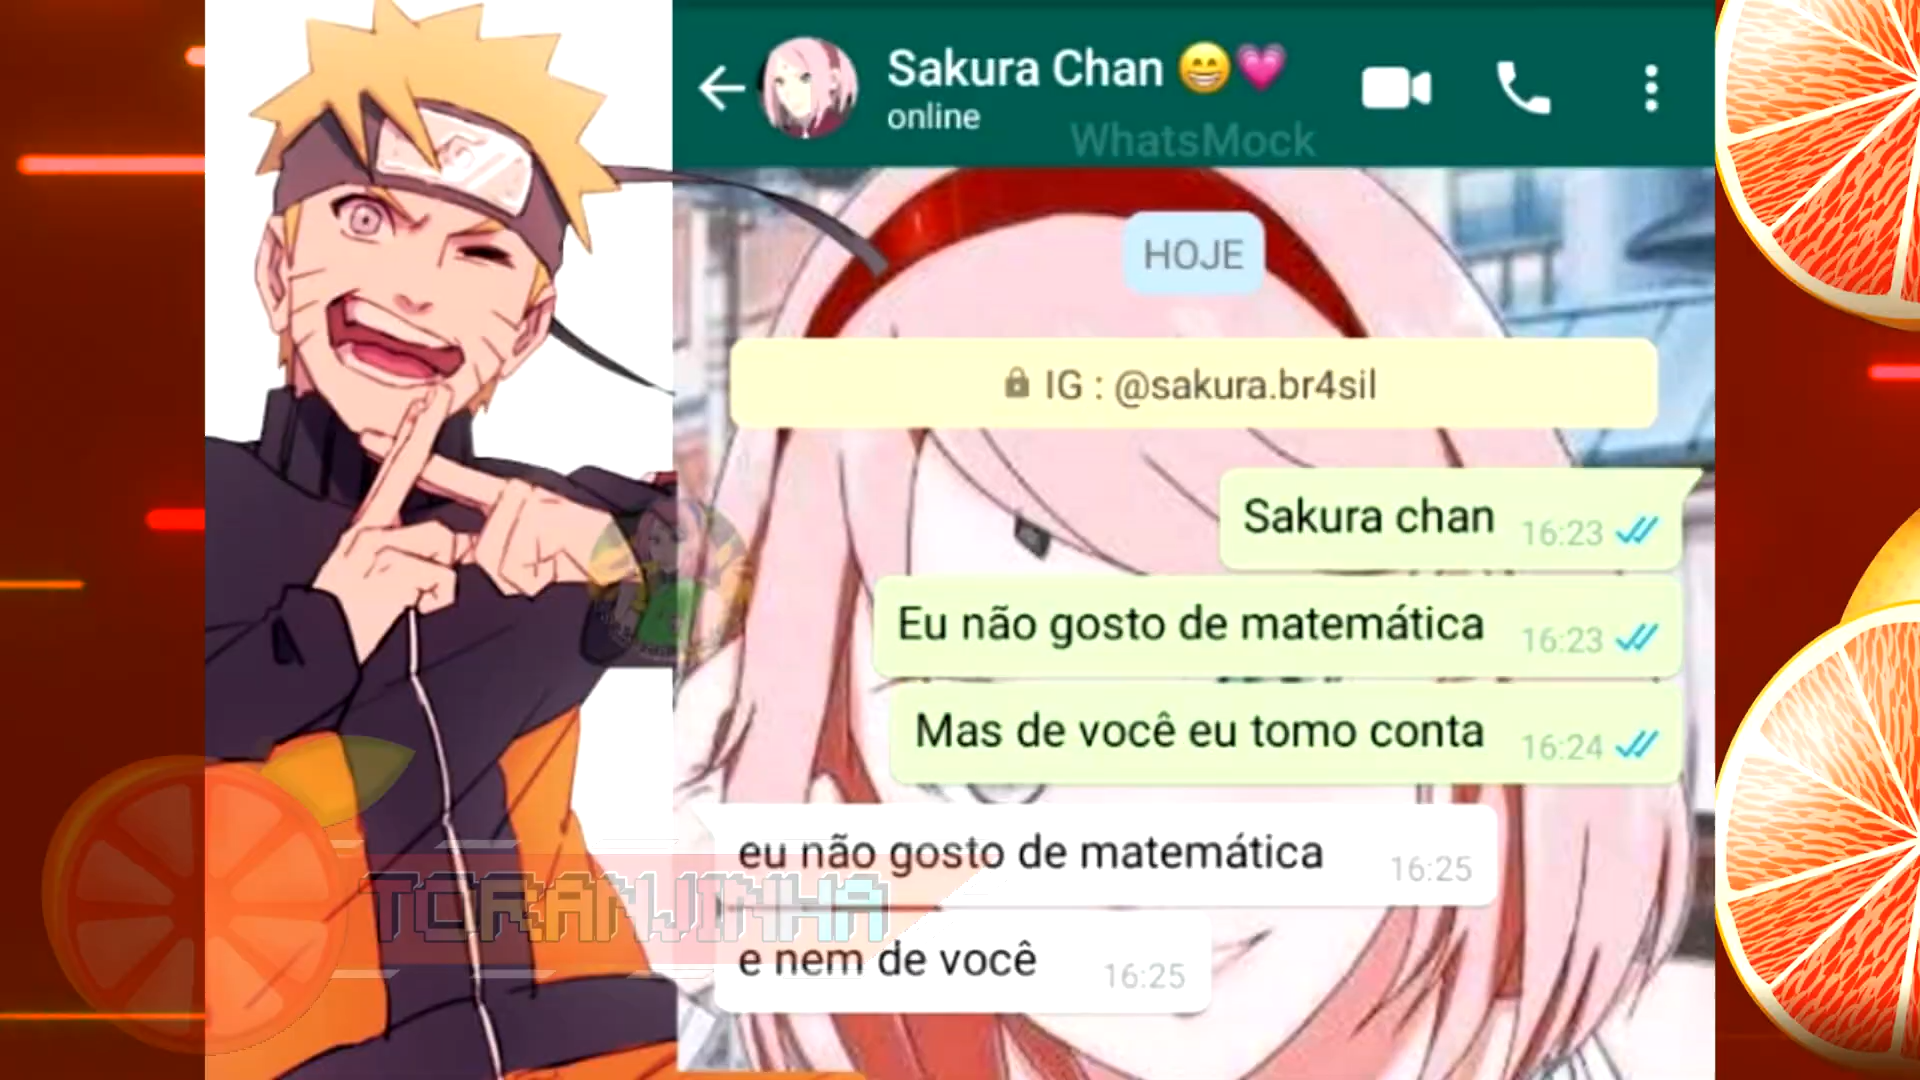 Sakura Chan 😁💗
online
WhatsMock
HOJE
IG : @sakura.br4sil
Sakura chan 16:23
Eu não gosto de matemática 16:23
Mas de você eu tomo conta 16:24
eu não gosto de matemática 16:25
TORANJINHA
e nem de você 16:25